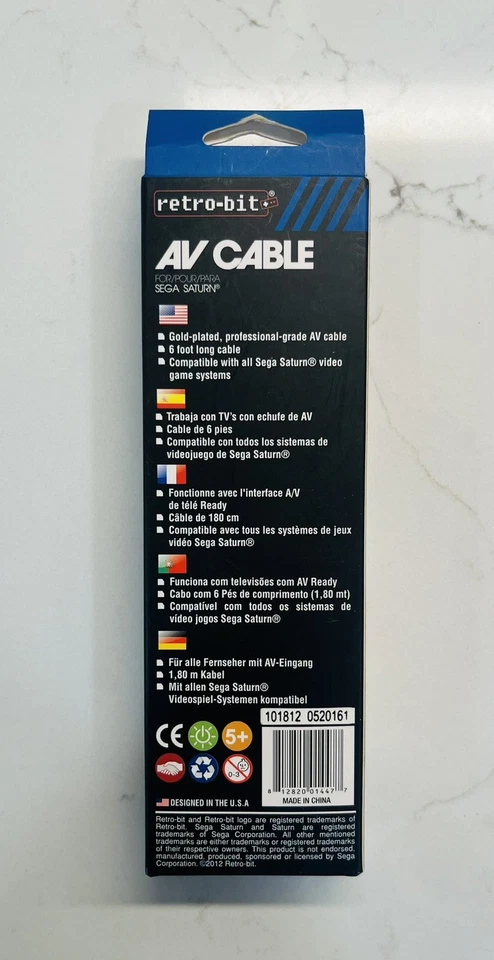 retro-bit®
AV CABLE
FOR/POUR/PARA
SEGA SATURN®
Gold-plated, professional-grade AV cable
6 foot long cable
Compatible with all Sega Saturn® video
game systems
Trabaja con TV's con echufe de AV
Cable de 6 pies
Compatible con todos los sistemas de
videojuego de Sega Saturn®
Fonctionne avec l'interface A/V
de télé Ready
Câble de 180 cm
Compatible avec tous les systèmes de jeux
vidéo Sega Saturn®
Funciona com televisões com AV Ready
Cabo com 6 Pés de comprimento (1,80 mt)
Compatível com todos os sistemas de
vídeo jogos Sega Saturn®
Für alle Fernseher mit AV-Eingang
1,80 m Kabel
Mit allen Sega Saturn®
Videospiel-Systemen kompatibel
101812 0520161
CE 5+
0-3
8 12820 01447 7
DESIGNED IN THE U.S.A
MADE IN CHINA
Retro-bit and Retro-bit logo are registered trademarks of
Retro-bit. Sega Saturn and Saturn are registered
trademarks of Sega Corporation. All other mentioned
trademarks are either trademarks or registered trademarks
of their respective owners. This product is not endorsed,
manufactured, produced, sponsored or licensed by Sega
Corporation. ©2012 Retro-bit.